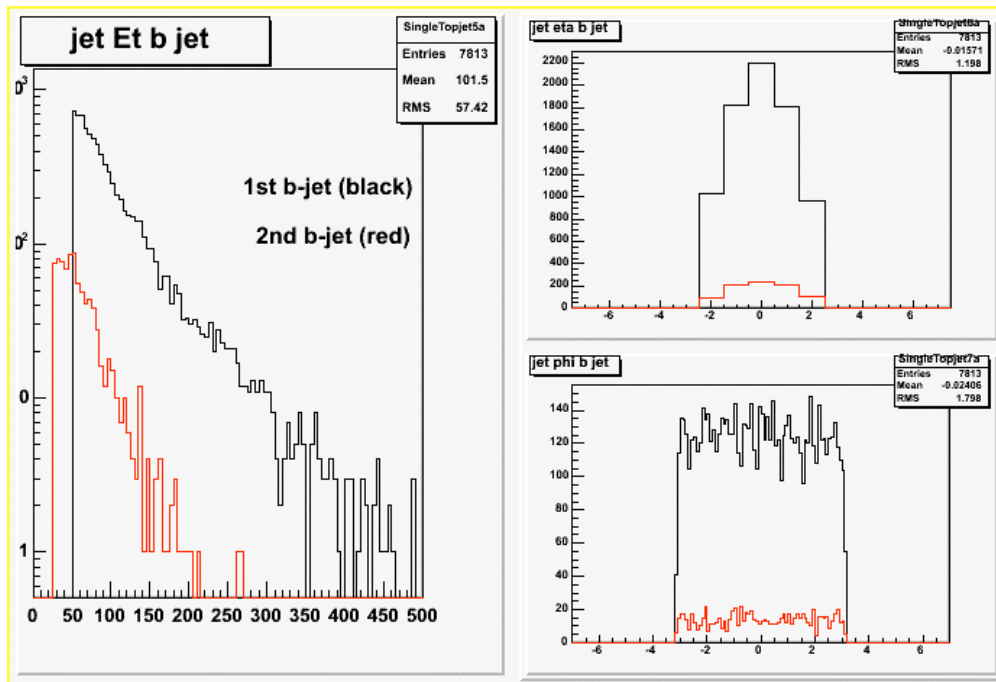 jet Et b jet
SingleTopjet5a
Entries 7813
Mean 101.5
RMS 57.42
0³
0²
0
1
1st b-jet (black)
2nd b-jet (red)
0 50 100 150 200 250 300 350 400 450 500
jet eta b jet
SingleTopjet6a
Entries 7813
Mean -0.01571
RMS 1.198
2200
2000
1800
1600
1400
1200
1000
800
600
400
200
0
-6 -4 -2 0 2 4 6
jet phi b jet
SingleTopjet7a
Entries 7813
Mean -0.02406
RMS 1.798
140
120
100
80
60
40
20
0
-6 -4 -2 0 2 4 6